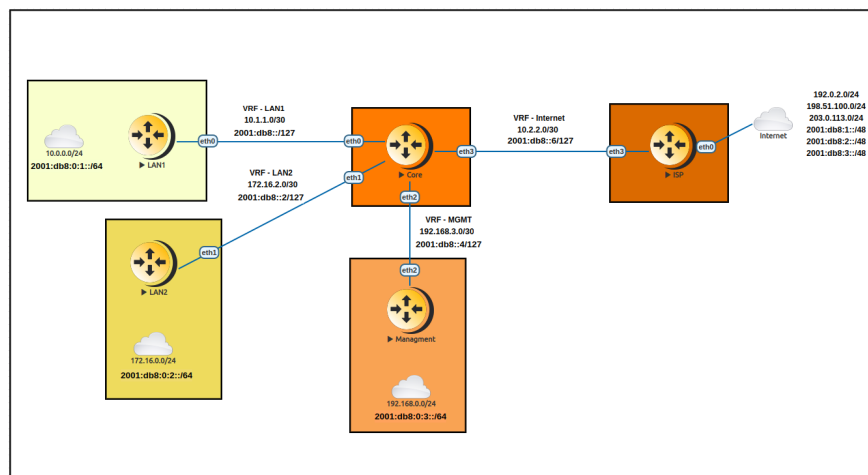 VRF - LAN1
10.1.1.0/30
2001:db8::/127
10.0.0.0/24
2001:db8:0:1::/64
▶ LAN1
eth0
eth0
VRF - LAN2
172.16.2.0/30
2001:db8::2/127
eth1
eth1
▶ Core
eth3
eth2
VRF - Internet
10.2.2.0/30
2001:db8::6/127
eth3
▶ ISP
eth0
Internet
192.0.2.0/24
198.51.100.0/24
203.0.113.0/24
2001:db8:1::/48
2001:db8:2::/48
2001:db8:3::/48
VRF - MGMT
192.168.3.0/30
2001:db8::4/127
▶ LAN2
172.16.0.0/24
2001:db8:0:2::/64
eth2
▶ Managment
192.168.0.0/24
2001:db8:0:3::/64